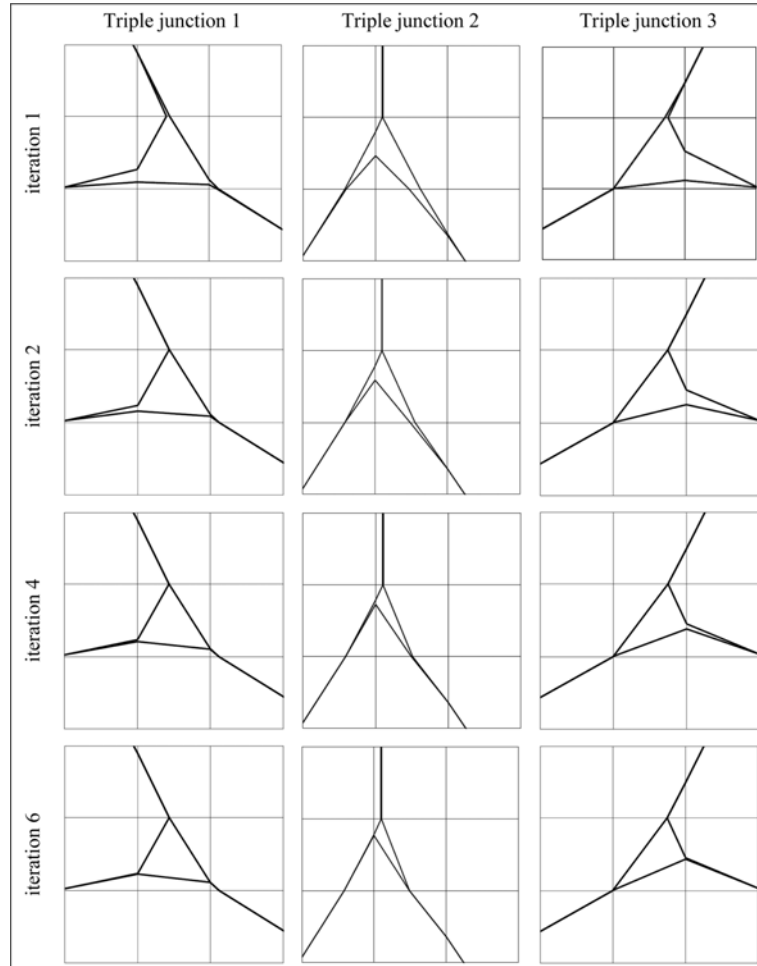 Triple junction 1 Triple junction 2 Triple junction 3
iteration 1
iteration 2
iteration 4
iteration 6